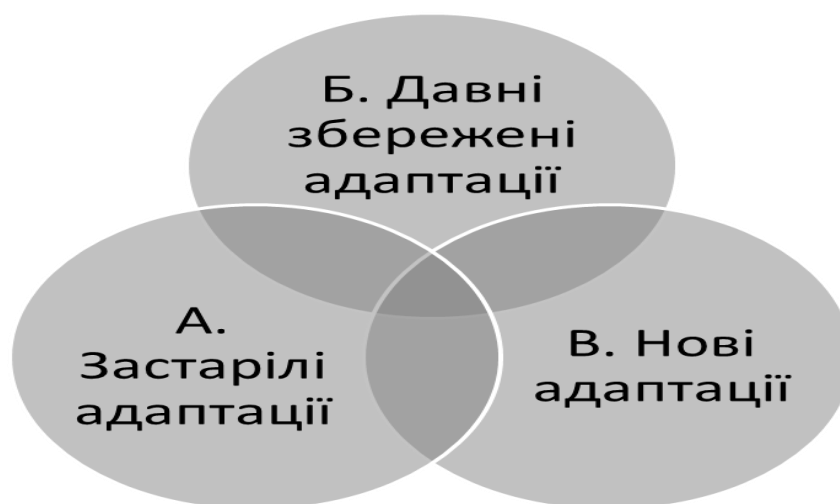 Б. Давні
збережені
адаптації
А.
Застарілі
адаптації
В. Нові
адаптації